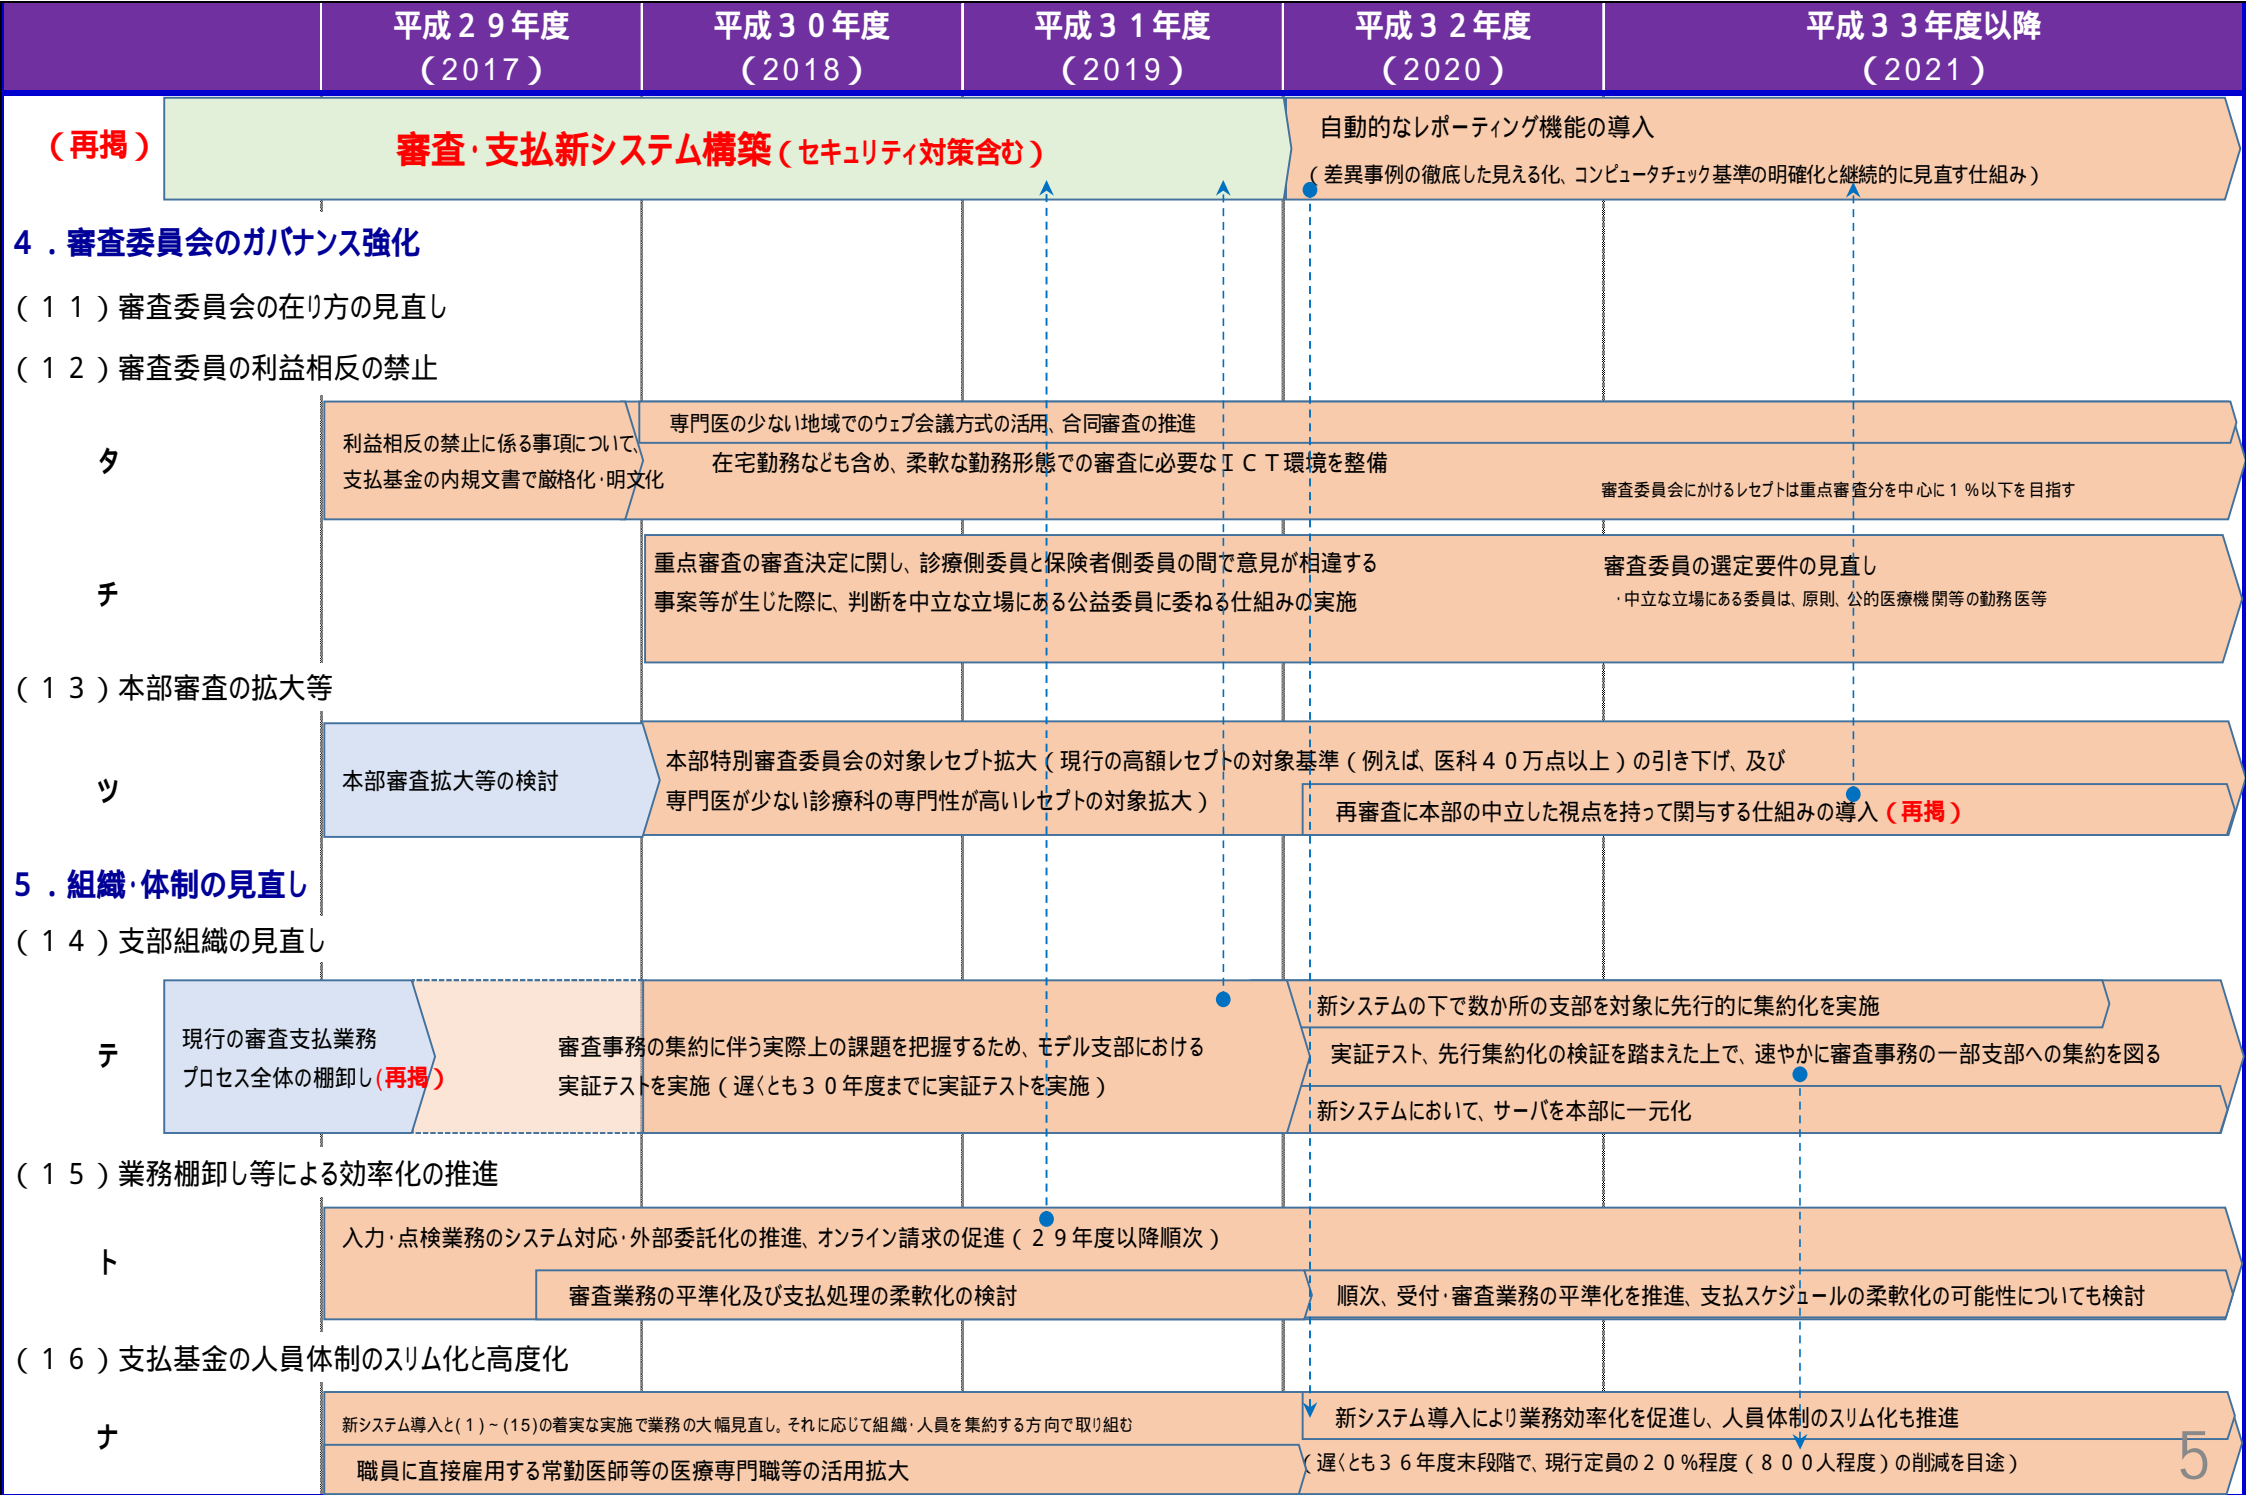 平成２９年度
（2017）
平成３０年度
（2018）
平成３１年度
（2019）
平成３２年度
（2020）
平成３３年度以降
（2021）
（再掲）
審査・支払新システム構築（セキュリティ対策含む）
自動的なレポーティング機能の導入
（差異事例の徹底した見える化、コンピュータチェック基準の明確化と継続的に見直す仕組み）
４．審査委員会のガバナンス強化
（１１）審査委員会の在り方の見直し
（１２）審査委員の利益相反の禁止
タ
利益相反の禁止に係る事項について、
支払基金の内規文書で厳格化・明文化
専門医の少ない地域でのウェブ会議方式の活用、合同審査の推進
在宅勤務なども含め、柔軟な勤務形態での審査に必要なＩＣＴ環境を整備
審査委員会にかけるレセプトは重点審査分を中心に１％以下を目指す
チ
重点審査の審査決定に関し、診療側委員と保険者側委員の間で意見が相違する
事案等が生じた際に、判断を中立な立場にある公益委員に委ねる仕組みの実施
審査委員の選定要件の見直し
・中立な立場にある委員は、原則、公的医療機関等の勤務医等
（１３）本部審査の拡大等
ツ
本部審査拡大等の検討
本部特別審査委員会の対象レセプト拡大（現行の高額レセプトの対象基準（例えば、医科４０万点以上）の引き下げ、及び
専門医が少ない診療科の専門性が高いレセプトの対象拡大）
再審査に本部の中立した視点を持って関与する仕組みの導入（再掲）
５．組織・体制の見直し
（１４）支部組織の見直し
テ
現行の審査支払業務
プロセス全体の棚卸し(再掲）
審査事務の集約に伴う実際上の課題を把握するため、モデル支部における
実証テストを実施（遅くとも３０年度までに実証テストを実施）
新システムの下で数か所の支部を対象に先行的に集約化を実施
実証テスト、先行集約化の検証を踏まえた上で、速やかに審査事務の一部支部への集約を図る
新システムにおいて、サーバを本部に一元化
（１５）業務棚卸し等による効率化の推進
ト
入力・点検業務のシステム対応・外部委託化の推進、オンライン請求の促進（２９年度以降順次）
審査業務の平準化及び支払処理の柔軟化の検討
順次、受付・審査業務の平準化を推進、支払スケジュールの柔軟化の可能性についても検討
（１６）支払基金の人員体制のスリム化と高度化
ナ
新システム導入と(１)～(15)の着実な実施で業務の大幅見直し。それに応じて組織・人員を集約する方向で取り組む
職員に直接雇用する常勤医師等の医療専門職等の活用拡大
新システム導入により業務効率化を促進し、人員体制のスリム化も推進
（遅くとも３６年度末段階で、現行定員の２０％程度（８００人程度）の削減を目途）
5